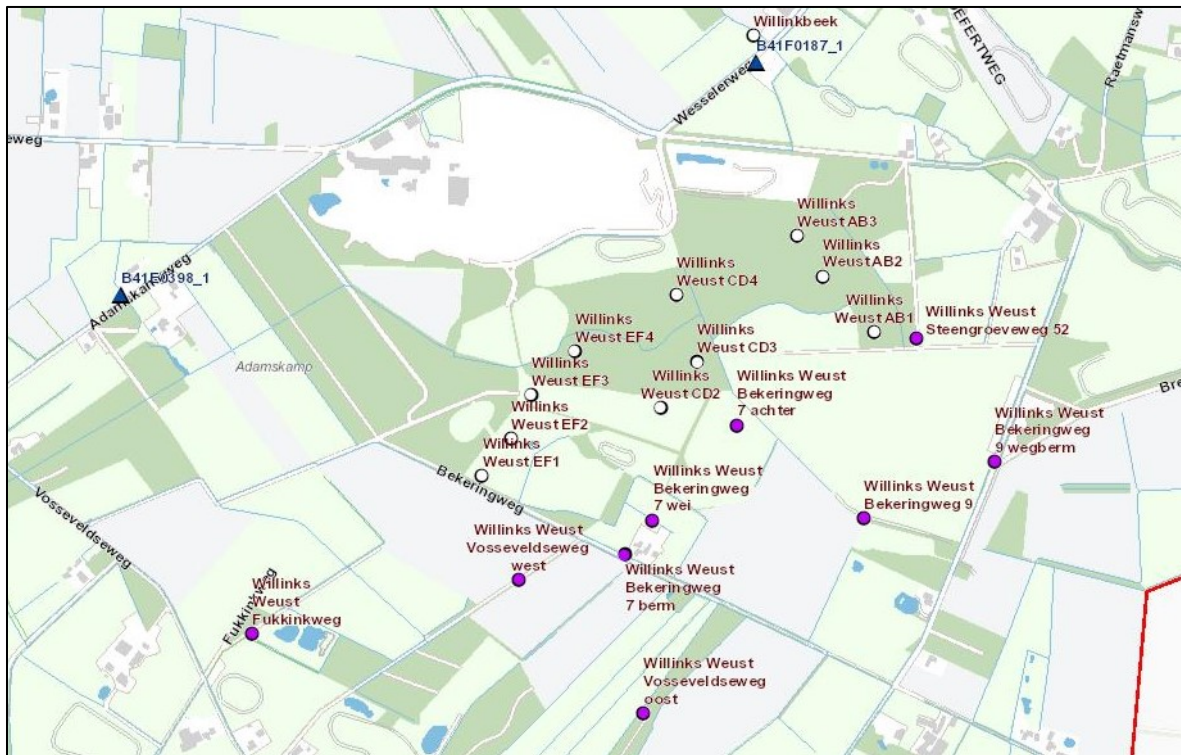 Willinkbeek
B41F0187_1
Wesselerweg
EFERTWEG
Raetmansw
eweg
B41E0398_1
Adamskampweg
Adamskamp
Willinks
Weust AB3
Willinks
Weust AB2
Willinks
Weust CD4
Willinks
Weust AB1
Willinks Weust
Steengroeveweg 52
Willinks
Weust EF4
Willinks
Weust CD3
Willinks
Weust EF3
Willinks
Weust CD2
Willinks Weust
Bekeringweg
7 achter
Bre
Willinks
Weust EF2
Willinks
Weust EF1
Willinks Weust
Bekeringweg
9 wegberm
Bekeringweg
Willinks Weust
Bekeringweg
7 wei
Willinks Weust
Bekeringweg 9
Vosseveldseweg
Willinks Weust
Vosseveldseweg
west
Willinks Weust
Bekeringweg
7 berm
Fukkinkweg
Willinks
Weust
Fukkinkweg
Willinks Weust
Vosseveldseweg
oost